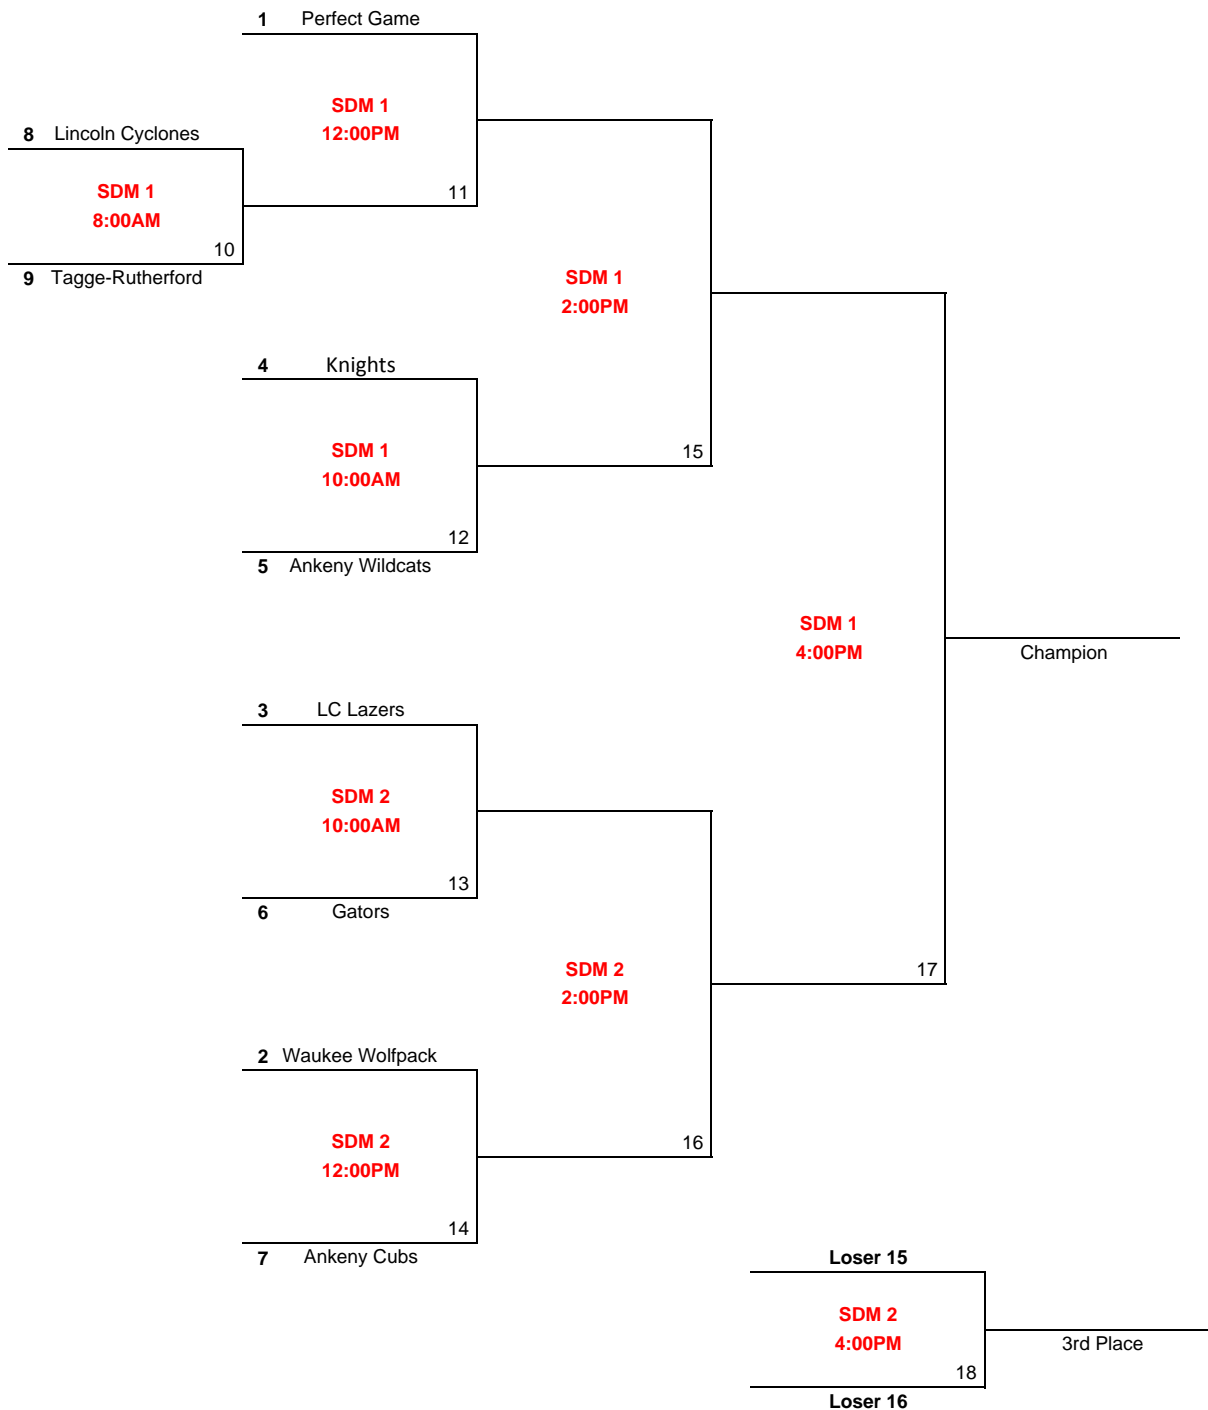 1 Perfect Game
SDM 1
12:00PM
8 Lincoln Cyclones
SDM 1
8:00AM
11
10
9 Tagge-Rutherford
SDM 1
2:00PM
4 Knights
SDM 1
10:00AM
15
12
5 Ankeny Wildcats
SDM 1
4:00PM
Champion
3 LC Lazers
SDM 2
10:00AM
13
6 Gators
SDM 2
2:00PM
17
2 Waukee Wolfpack
SDM 2
12:00PM
16
14
7 Ankeny Cubs
Loser 15
SDM 2
4:00PM
3rd Place
18
Loser 16